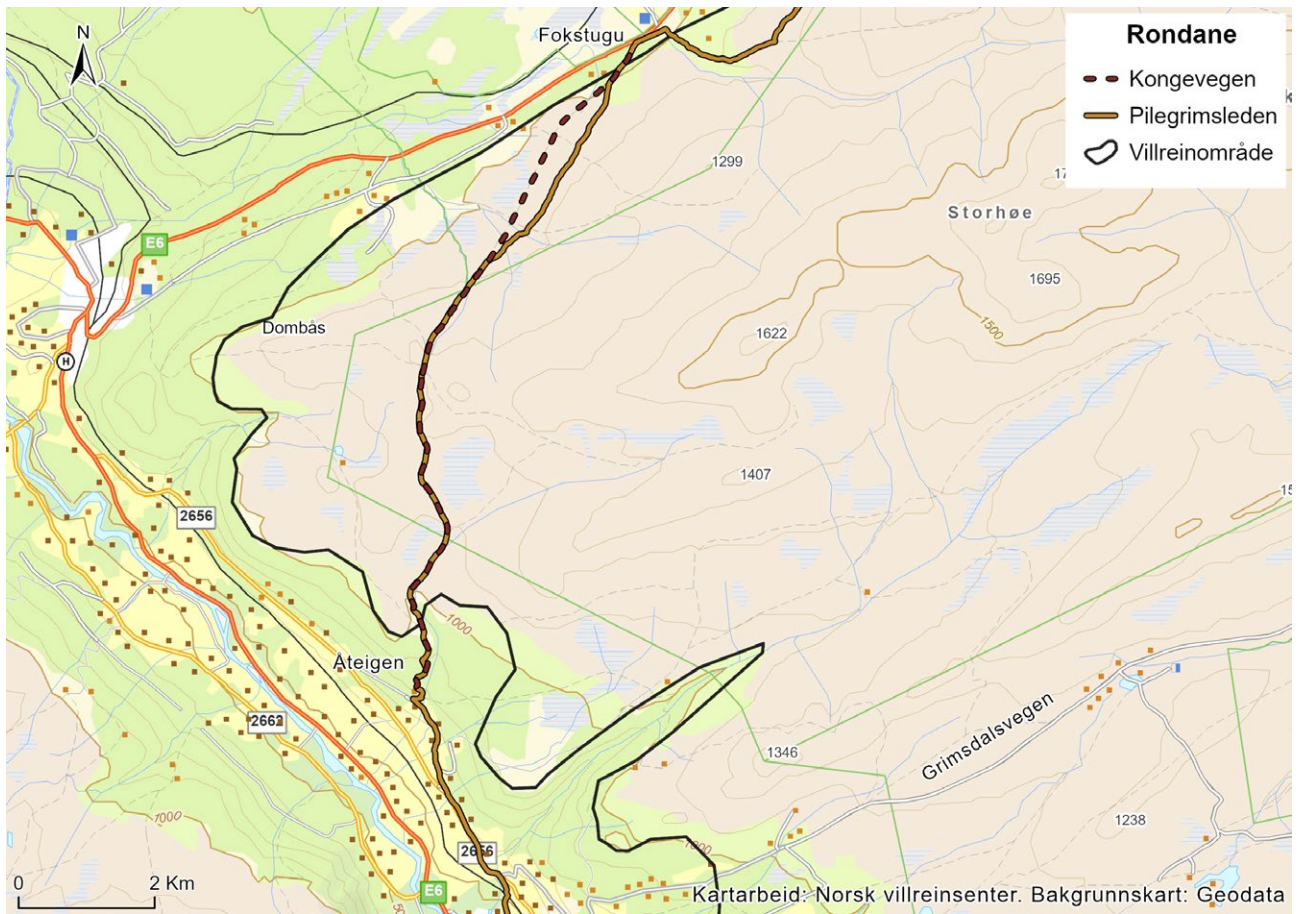 N
Fokstugu
Rondane
Kongevegen
Pilegrimsleden
Villreinområde
1299
Storhøe
E6
1695
1622
1500
Dombås
H
1407
2656
1000
Åteigen
2662
Grimsdalsvegen
1346
1238
1000
2656
1000
0 2 Km
E6
Kartarbeid: Norsk villreinsenter. Bakgrunnskart: Geodata